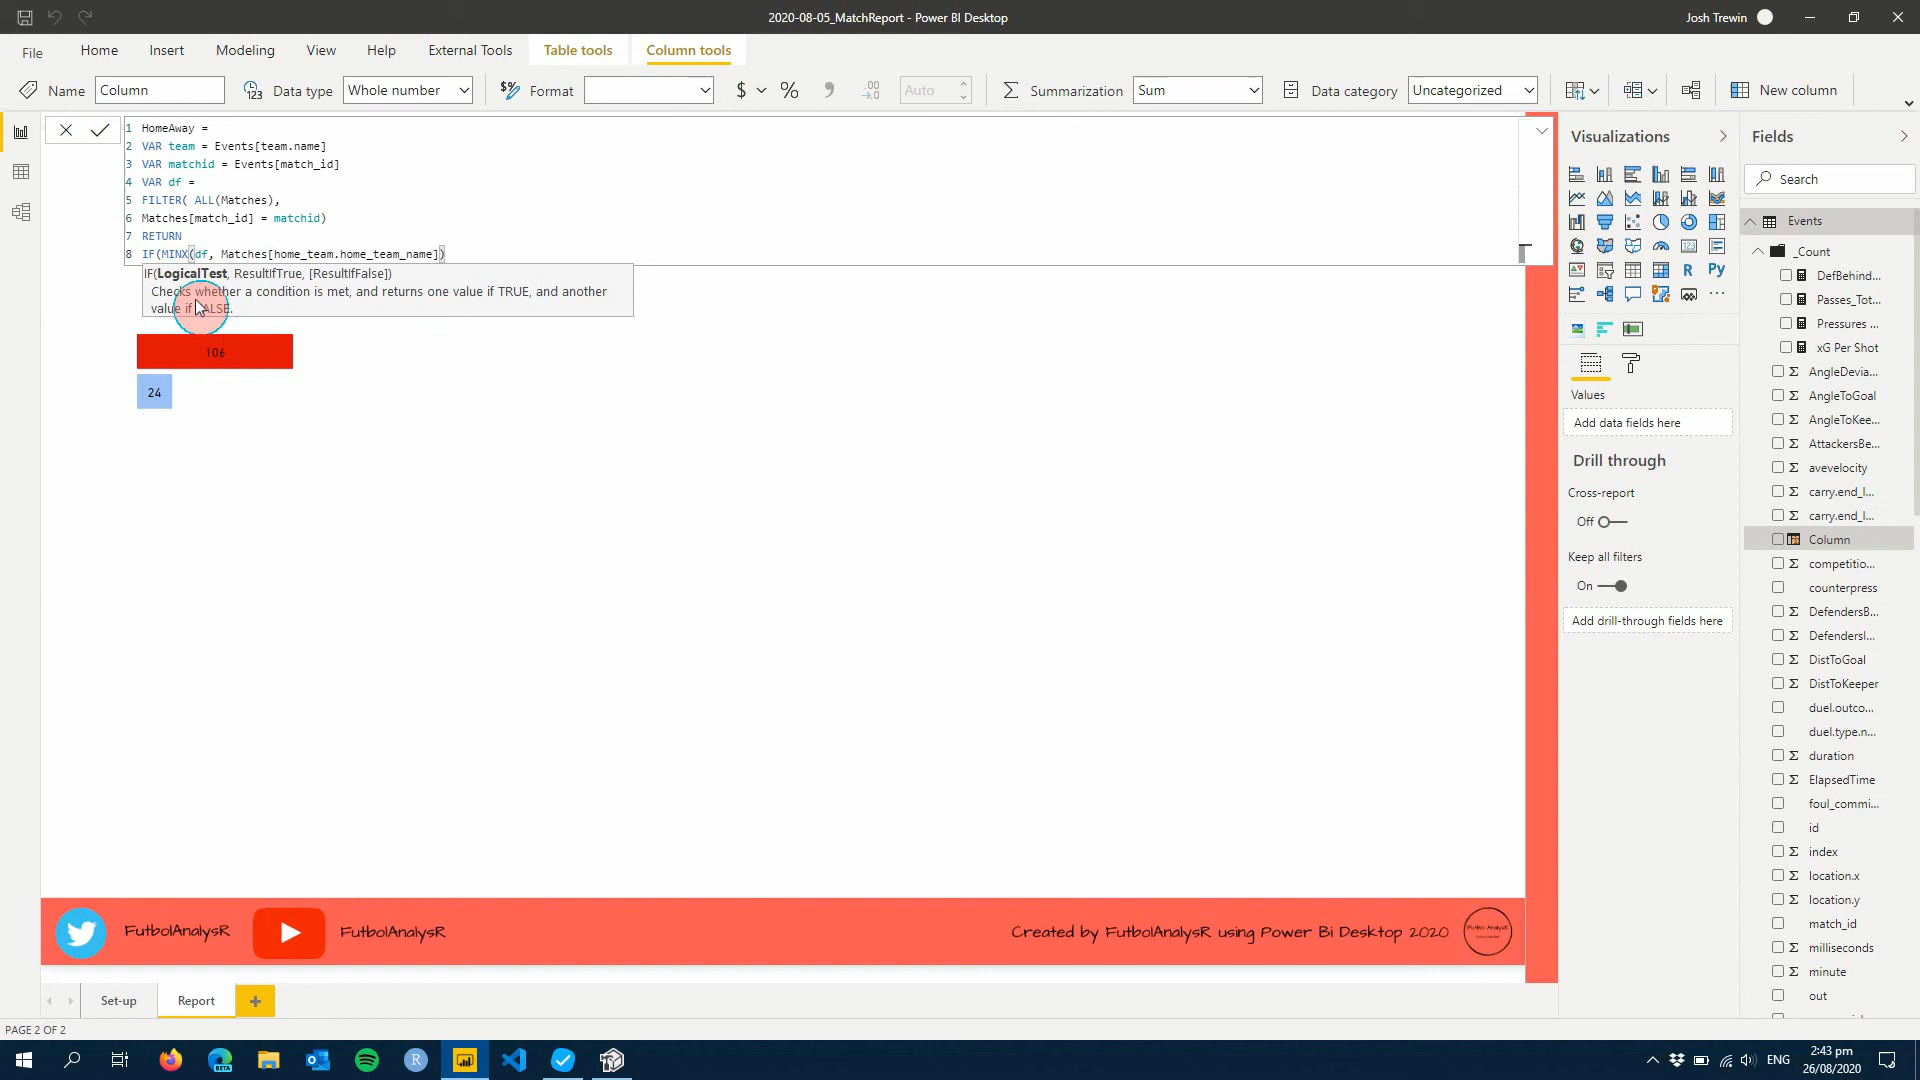 2020-08-05_MatchReport - Power BI Desktop
Josh Trewin
File
Home
Insert
Modeling
View
Help
External Tools
Table tools
Column tools
Name
Column
Data type
Whole number
Format
$
%
Auto
Summarization
Sum
Data category
Uncategorized
New column
1 HomeAway =
2 VAR team = Events[team.name]
3 VAR matchid = Events[match_id]
4 VAR df =
5 FILTER( ALL(Matches),
6 Matches[match_id] = matchid)
7 RETURN
8 IF(MINX(df, Matches[home_team.home_team_name])
IF(LogicalTest, ResultIfTrue, [ResultIfFalse])
Checks whether a condition is met, and returns one value if TRUE, and another
value if FALSE.
106
24
Visualizations
R
Py
Values
Add data fields here
Drill through
Cross-report
Off
Keep all filters
On
Add drill-through fields here
Fields
Search
Events
_Count
DefBehind...
Passes_Tot...
Pressures ...
xG Per Shot
AngleDevia...
AngleToGoal
AngleToKee...
AttackersBe...
avevelocity
carry.end_l...
carry.end_l...
Column
competitio...
counterpress
DefendersB...
DefendersI...
DistToGoal
DistToKeeper
duel.outco...
duel.type.n...
duration
ElapsedTime
foul_commi...
id
index
location.x
location.y
match_id
milliseconds
minute
out
FutbolAnalysR
FutbolAnalysR
Created by FutbolAnalysR using Power Bi Desktop 2020
Set-up
Report
PAGE 2 OF 2
ENG
2:43 pm
26/08/2020